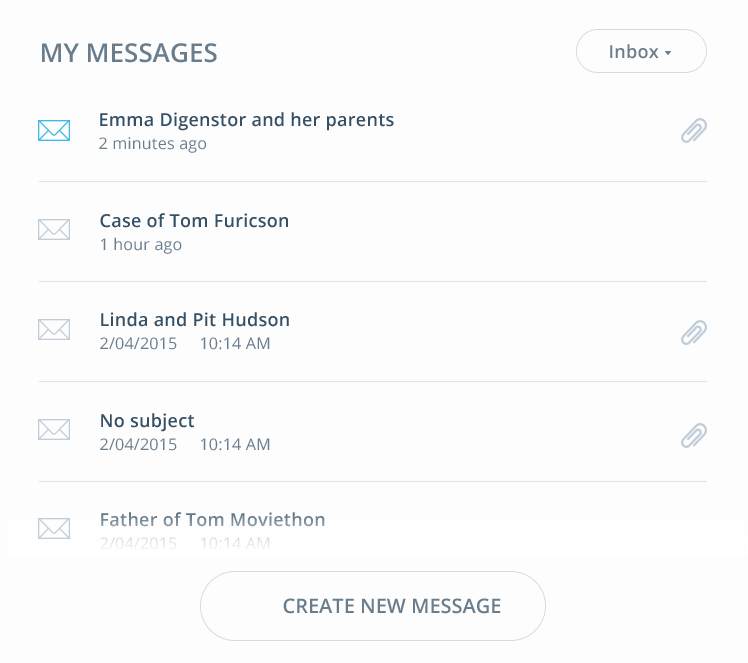 MY MESSAGES
Inbox
Emma Digenstor and her parents
2 minutes ago
Case of Tom Furicson
1 hour ago
Linda and Pit Hudson
2/04/2015 10:14 AM
No subject
2/04/2015 10:14 AM
Father of Tom Moviethon
2/04/2015 10:14 AM
CREATE NEW MESSAGE